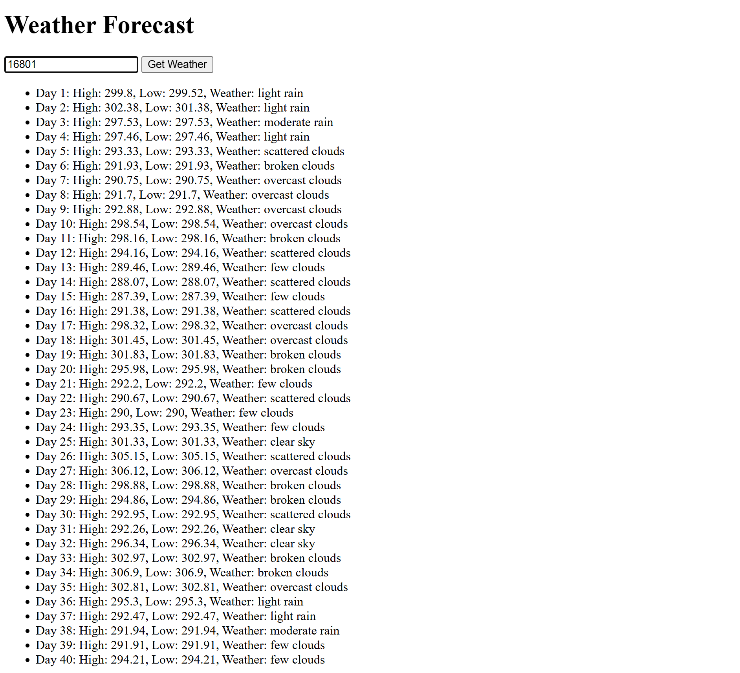 Weather Forecast
16801 Get Weather
Day 1: High: 299.8, Low: 299.52, Weather: light rain
Day 2: High: 302.38, Low: 301.38, Weather: light rain
Day 3: High: 297.53, Low: 297.53, Weather: moderate rain
Day 4: High: 297.46, Low: 297.46, Weather: light rain
Day 5: High: 293.33, Low: 293.33, Weather: scattered clouds
Day 6: High: 291.93, Low: 291.93, Weather: broken clouds
Day 7: High: 290.75, Low: 290.75, Weather: overcast clouds
Day 8: High: 291.7, Low: 291.7, Weather: overcast clouds
Day 9: High: 292.88, Low: 292.88, Weather: overcast clouds
Day 10: High: 298.54, Low: 298.54, Weather: overcast clouds
Day 11: High: 298.16, Low: 298.16, Weather: broken clouds
Day 12: High: 294.16, Low: 294.16, Weather: scattered clouds
Day 13: High: 289.46, Low: 289.46, Weather: few clouds
Day 14: High: 288.07, Low: 288.07, Weather: scattered clouds
Day 15: High: 287.39, Low: 287.39, Weather: few clouds
Day 16: High: 291.38, Low: 291.38, Weather: scattered clouds
Day 17: High: 298.32, Low: 298.32, Weather: overcast clouds
Day 18: High: 301.45, Low: 301.45, Weather: overcast clouds
Day 19: High: 301.83, Low: 301.83, Weather: broken clouds
Day 20: High: 295.98, Low: 295.98, Weather: broken clouds
Day 21: High: 292.2, Low: 292.2, Weather: few clouds
Day 22: High: 290.67, Low: 290.67, Weather: scattered clouds
Day 23: High: 290, Low: 290, Weather: few clouds
Day 24: High: 293.35, Low: 293.35, Weather: few clouds
Day 25: High: 301.33, Low: 301.33, Weather: clear sky
Day 26: High: 305.15, Low: 305.15, Weather: scattered clouds
Day 27: High: 306.12, Low: 306.12, Weather: overcast clouds
Day 28: High: 298.88, Low: 298.88, Weather: broken clouds
Day 29: High: 294.86, Low: 294.86, Weather: broken clouds
Day 30: High: 292.95, Low: 292.95, Weather: scattered clouds
Day 31: High: 292.26, Low: 292.26, Weather: clear sky
Day 32: High: 296.34, Low: 296.34, Weather: clear sky
Day 33: High: 302.97, Low: 302.97, Weather: broken clouds
Day 34: High: 306.9, Low: 306.9, Weather: broken clouds
Day 35: High: 302.81, Low: 302.81, Weather: overcast clouds
Day 36: High: 295.3, Low: 295.3, Weather: light rain
Day 37: High: 292.47, Low: 292.47, Weather: light rain
Day 38: High: 291.94, Low: 291.94, Weather: moderate rain
Day 39: High: 291.91, Low: 291.91, Weather: few clouds
Day 40: High: 294.21, Low: 294.21, Weather: few clouds